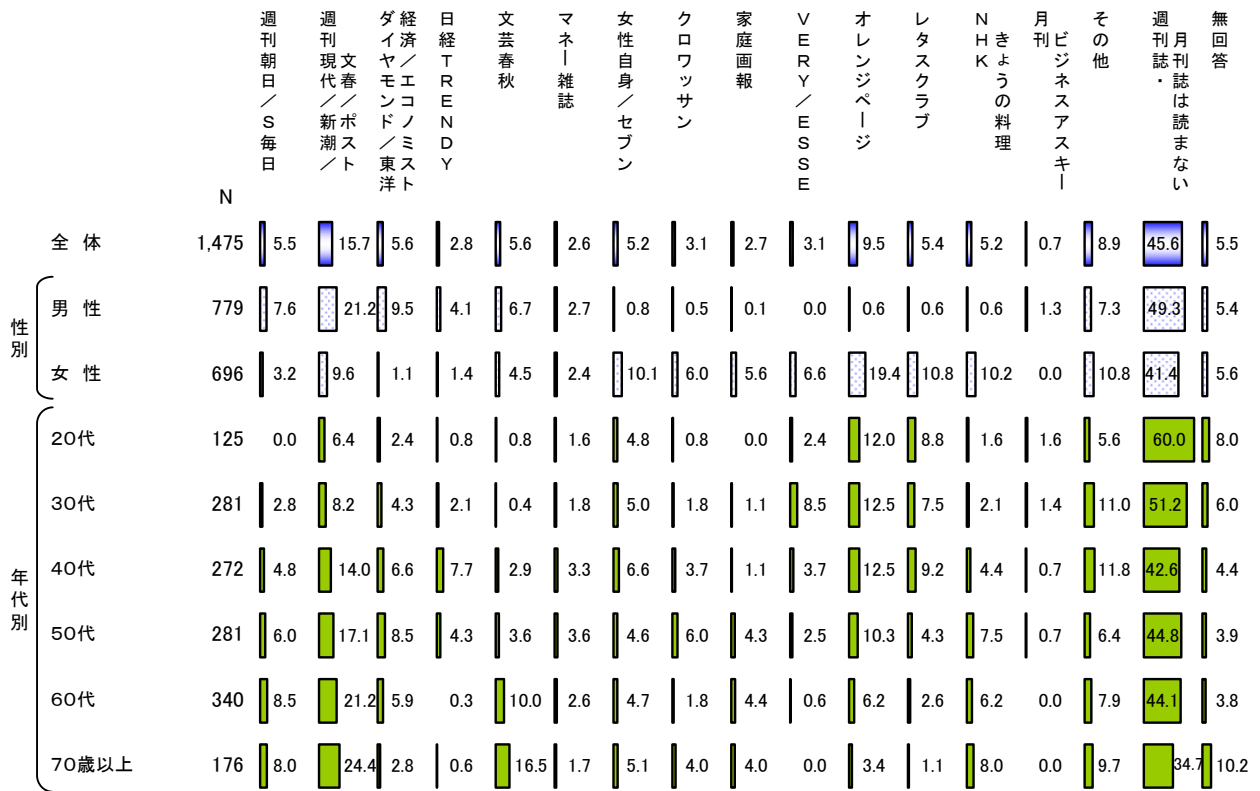 週刊朝日／S毎日
週刊現代／新潮／
文春／ポスト
ダイヤモンド／東洋
経済／エコノミスト
日経TRENDY
文芸春秋
マネー雑誌
女性自身／セブン
クロワッサン
家庭画報
VERY／ESSE
オレンジページ
レタスクラブ
NHK
きょうの料理
月刊
ビジネスアスキー
その他
週刊誌・
月刊誌は読まない
無回答
N
全 体 1,475 5.5 15.7 5.6 2.8 5.6 2.6 5.2 3.1 2.7 3.1 9.5 5.4 5.2 0.7 8.9 45.6 5.5
性別
男 性 779 7.6 21.2 9.5 4.1 6.7 2.7 0.8 0.5 0.1 0.0 0.6 0.6 0.6 1.3 7.3 49.3 5.4
女 性 696 3.2 9.6 1.1 1.4 4.5 2.4 10.1 6.0 5.6 6.6 19.4 10.8 10.2 0.0 10.8 41.4 5.6
年代別
20代 125 0.0 6.4 2.4 0.8 0.8 1.6 4.8 0.8 0.0 2.4 12.0 8.8 1.6 1.6 5.6 60.0 8.0
30代 281 2.8 8.2 4.3 2.1 0.4 1.8 5.0 1.8 1.1 8.5 12.5 7.5 2.1 1.4 11.0 51.2 6.0
40代 272 4.8 14.0 6.6 7.7 2.9 3.3 6.6 3.7 1.1 3.7 12.5 9.2 4.4 0.7 11.8 42.6 4.4
50代 281 6.0 17.1 8.5 4.3 3.6 3.6 4.6 6.0 4.3 2.5 10.3 4.3 7.5 0.7 6.4 44.8 3.9
60代 340 8.5 21.2 5.9 0.3 10.0 2.6 4.7 1.8 4.4 0.6 6.2 2.6 6.2 0.0 7.9 44.1 3.8
70歳以上 176 8.0 24.4 2.8 0.6 16.5 1.7 5.1 4.0 4.0 0.0 3.4 1.1 8.0 0.0 9.7 34.7 10.2